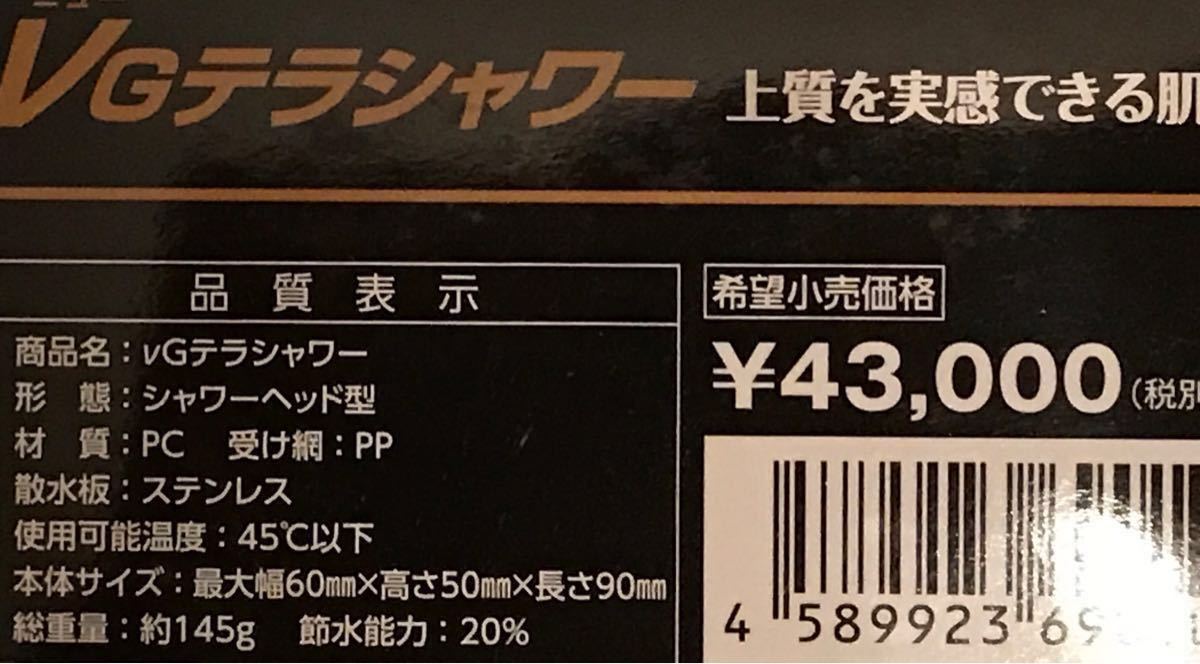 νGテラシャワー 上質を実感できる肌
品質表示
商品名：νGテラシャワー
形 態：シャワーヘッド型
材 質：PC 受け網：PP
散水板：ステンレス
使用可能温度：45℃以下
本体サイズ：最大幅60㎜×高さ50㎜×長さ90㎜
総重量：約145g 節水能力：20%
希望小売価格
¥43,000（税別
4 589923 69